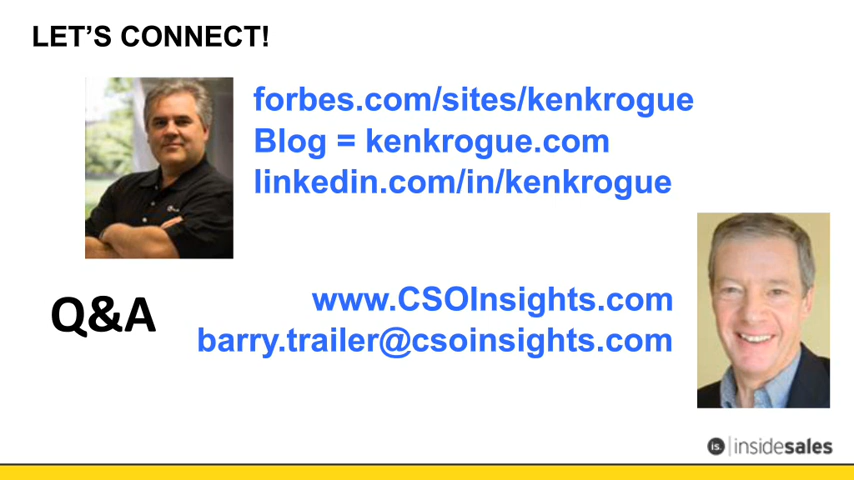 LET’S CONNECT!
forbes.com/sites/kenkrogue
Blog = kenkrogue.com
linkedin.com/in/kenkrogue
Q&A
www.CSOInsights.com
barry.trailer@csoinsights.com
is. insidesales